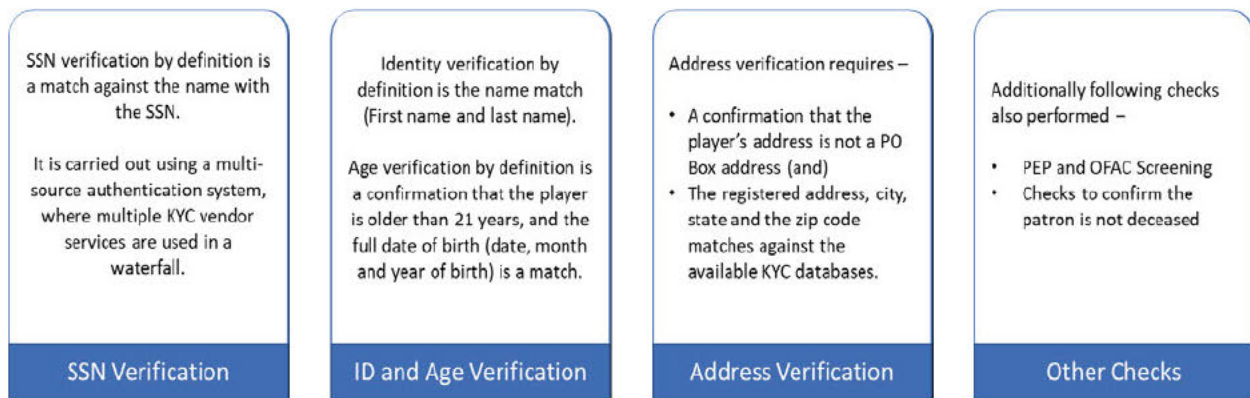 SSN verification by definition is
a match against the name with
the SSN.
It is carried out using a multi-
source authentication system,
where multiple KYC vendor
services are used in a
waterfall.
SSN Verification
Identity verification by
definition is the name match
(First name and last name).
Age verification by definition is
a confirmation that the player
is older than 21 years, and the
full date of birth (date, month
and year of birth) is a match.
ID and Age Verification
Address verification requires –
• A confirmation that the
player's address is not a PO
Box address (and)
• The registered address, city,
state and the zip code
matches against the
available KYC databases.
Address Verification
Additionally following checks
also performed –
• PEP and OFAC Screening
• Checks to confirm the
patron is not deceased
Other Checks